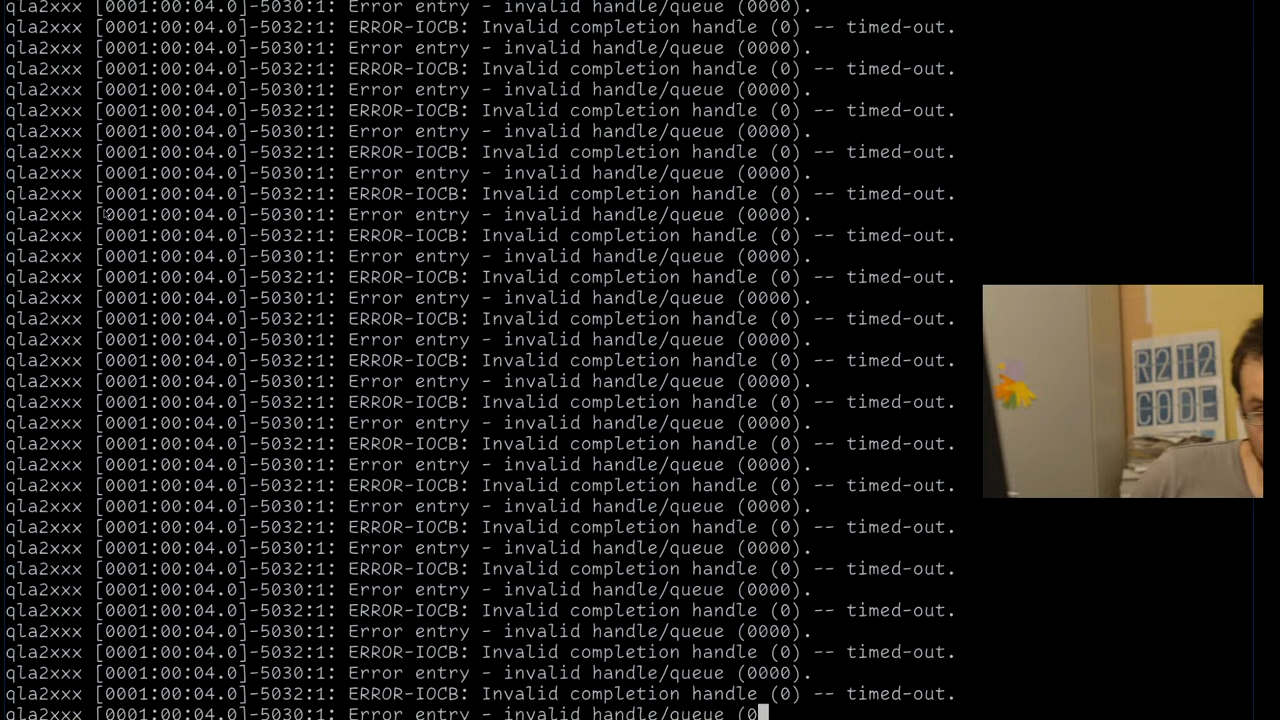 qla2xxx [0001:00:04.0]-5030:1: Error entry - invalid handle/queue (0000).
qla2xxx [0001:00:04.0]-5032:1: ERROR-IOCB: Invalid completion handle (0) -- timed-out.
qla2xxx [0001:00:04.0]-5030:1: Error entry - invalid handle/queue (0000).
qla2xxx [0001:00:04.0]-5032:1: ERROR-IOCB: Invalid completion handle (0) -- timed-out.
qla2xxx [0001:00:04.0]-5030:1: Error entry - invalid handle/queue (0000).
qla2xxx [0001:00:04.0]-5032:1: ERROR-IOCB: Invalid completion handle (0) -- timed-out.
qla2xxx [0001:00:04.0]-5030:1: Error entry - invalid handle/queue (0000).
qla2xxx [0001:00:04.0]-5032:1: ERROR-IOCB: Invalid completion handle (0) -- timed-out.
qla2xxx [0001:00:04.0]-5030:1: Error entry - invalid handle/queue (0000).
qla2xxx [0001:00:04.0]-5032:1: ERROR-IOCB: Invalid completion handle (0) -- timed-out.
qla2xxx [0001:00:04.0]-5030:1: Error entry - invalid handle/queue (0000).
qla2xxx [0001:00:04.0]-5032:1: ERROR-IOCB: Invalid completion handle (0) -- timed-out.
qla2xxx [0001:00:04.0]-5030:1: Error entry - invalid handle/queue (0000).
qla2xxx [0001:00:04.0]-5032:1: ERROR-IOCB: Invalid completion handle (0) -- timed-out.
qla2xxx [0001:00:04.0]-5030:1: Error entry - invalid handle/queue (0000).
qla2xxx [0001:00:04.0]-5032:1: ERROR-IOCB: Invalid completion handle (0) -- timed-out.
qla2xxx [0001:00:04.0]-5030:1: Error entry - invalid handle/queue (0000).
qla2xxx [0001:00:04.0]-5032:1: ERROR-IOCB: Invalid completion handle (0) -- timed-out.
qla2xxx [0001:00:04.0]-5030:1: Error entry - invalid handle/queue (0000).
qla2xxx [0001:00:04.0]-5032:1: ERROR-IOCB: Invalid completion handle (0) -- timed-out.
qla2xxx [0001:00:04.0]-5030:1: Error entry - invalid handle/queue (0000).
qla2xxx [0001:00:04.0]-5032:1: ERROR-IOCB: Invalid completion handle (0) -- timed-out.
qla2xxx [0001:00:04.0]-5030:1: Error entry - invalid handle/queue (0000).
qla2xxx [0001:00:04.0]-5032:1: ERROR-IOCB: Invalid completion handle (0) -- timed-out.
qla2xxx [0001:00:04.0]-5030:1: Error entry - invalid handle/queue (0000).
qla2xxx [0001:00:04.0]-5032:1: ERROR-IOCB: Invalid completion handle (0) -- timed-out.
qla2xxx [0001:00:04.0]-5030:1: Error entry - invalid handle/queue (0000).
qla2xxx [0001:00:04.0]-5032:1: ERROR-IOCB: Invalid completion handle (0) -- timed-out.
qla2xxx [0001:00:04.0]-5030:1: Error entry - invalid handle/queue (0000).
qla2xxx [0001:00:04.0]-5032:1: ERROR-IOCB: Invalid completion handle (0) -- timed-out.
qla2xxx [0001:00:04.0]-5030:1: Error entry - invalid handle/queue (0000).
qla2xxx [0001:00:04.0]-5032:1: ERROR-IOCB: Invalid completion handle (0) -- timed-out.
qla2xxx [0001:00:04.0]-5030:1: Error entry - invalid handle/queue (0000).
qla2xxx [0001:00:04.0]-5032:1: ERROR-IOCB: Invalid completion handle (0) -- timed-out.
qla2xxx [0001:00:04.0]-5030:1: Error entry - invalid handle/queue (0
R2T2
CODE